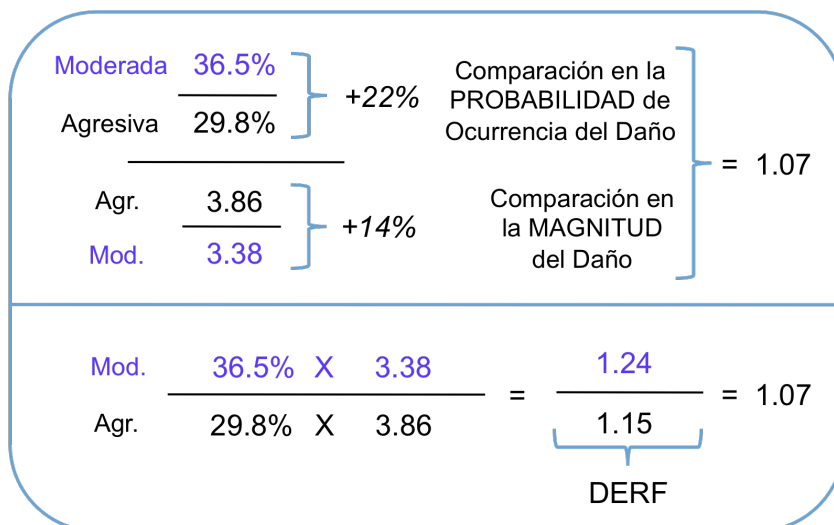 Moderada 36.5%
Agresiva 29.8%
+22%
Comparación en la
PROBABILIDAD de
Ocurrencia del Daño
Agr. 3.86
Mod. 3.38
+14%
Comparación en
la MAGNITUD
del Daño
= 1.07
Mod. 36.5% X 3.38
Agr. 29.8% X 3.86
=
1.24
1.15
= 1.07
DERF